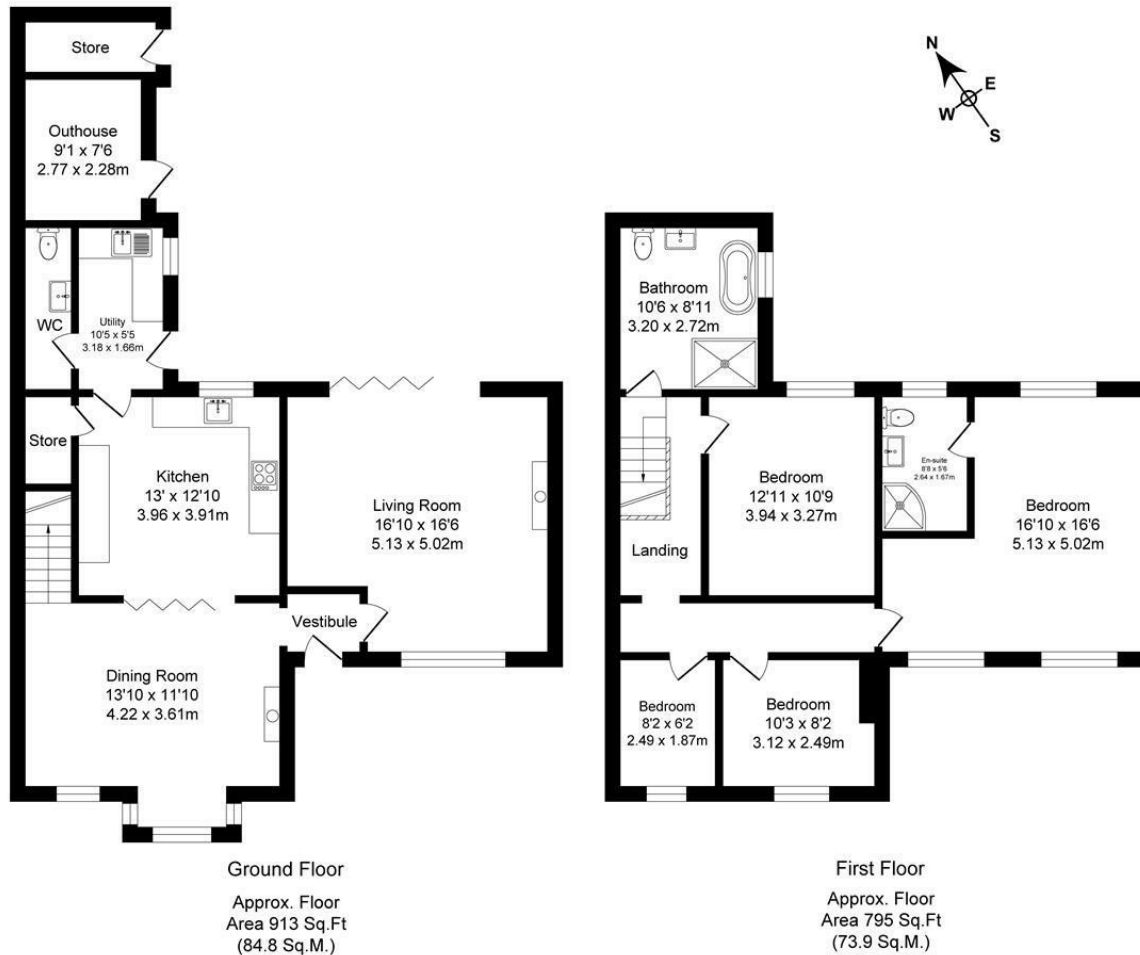 Store
Outhouse
9'1 x 7'6
2.77 x 2.28m
WC
Utility
10'5 x 5'5
3.18 x 1.66m
Store
Kitchen
13' x 12'10
3.96 x 3.91m
Living Room
16'10 x 16'6
5.13 x 5.02m
Vestibule
Dining Room
13'10 x 11'10
4.22 x 3.61m
Ground Floor
Approx. Floor
Area 913 Sq.Ft
(84.8 Sq.M.)
N
E
W
S
Bathroom
10'6 x 8'11
3.20 x 2.72m
Landing
Bedroom
12'11 x 10'9
3.94 x 3.27m
En-suite
8'8 x 5'6
2.64 x 1.67m
Bedroom
16'10 x 16'6
5.13 x 5.02m
Bedroom
8'2 x 6'2
2.49 x 1.87m
Bedroom
10'3 x 8'2
3.12 x 2.49m
First Floor
Approx. Floor
Area 795 Sq.Ft
(73.9 Sq.M.)